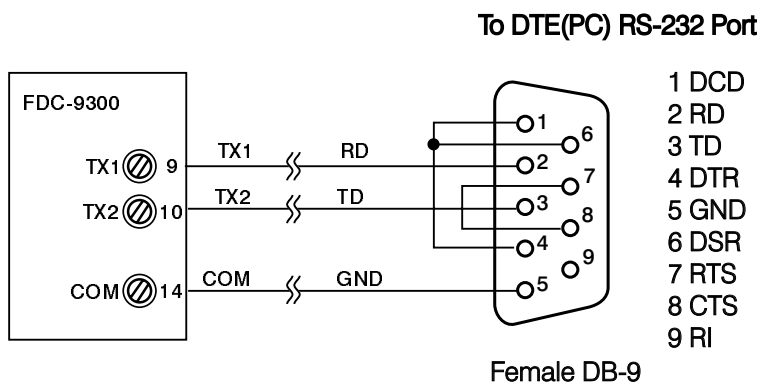 To DTE(PC) RS-232 Port
FDC-9300
TX1 9 TX1 RD
TX2 10 TX2 TD
COM 14 COM GND
1
6
2
7
3
8
4
9
5
1 DCD
2 RD
3 TD
4 DTR
5 GND
6 DSR
7 RTS
8 CTS
9 RI
Female DB-9